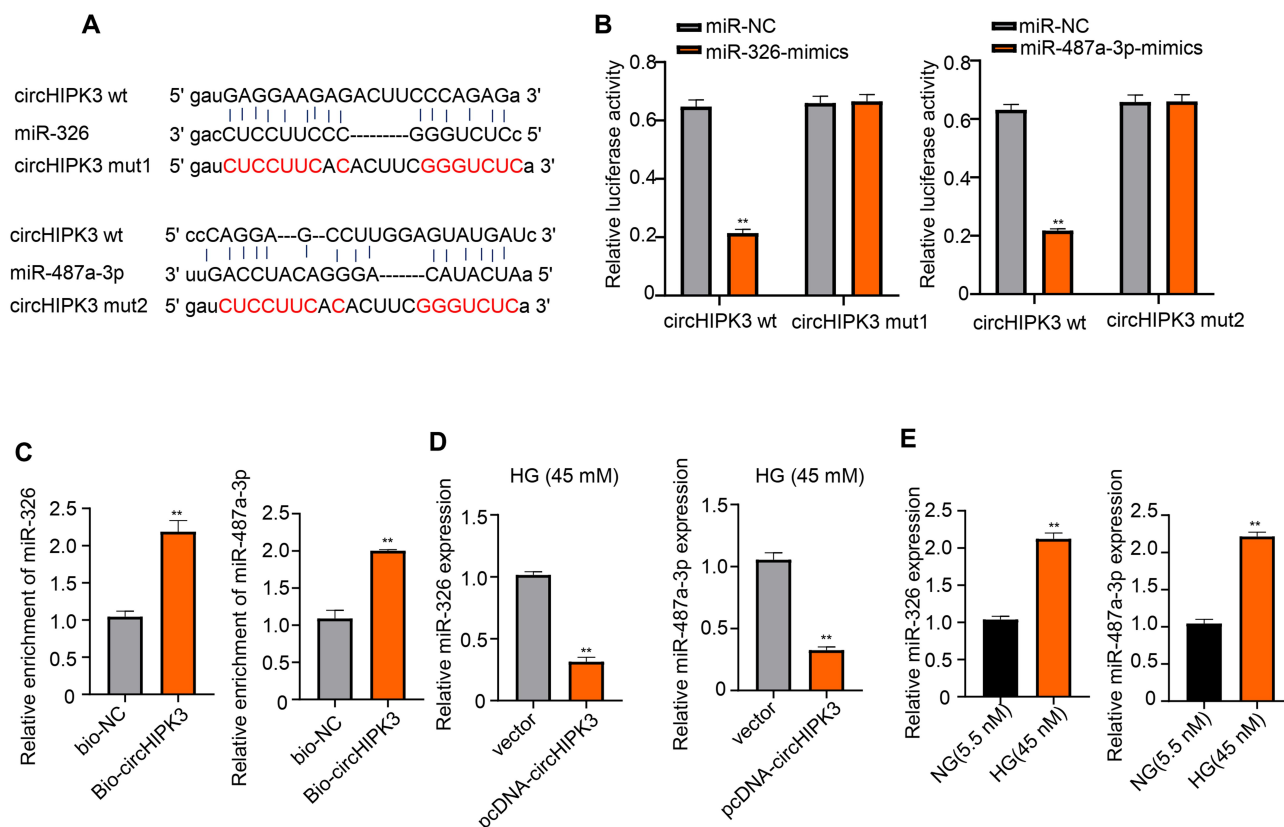 A
circHIPK3 wt 5' gauGAGGAAGAGACUUCCCAGAGa 3'
miR-326 3' gacCUCCUUCCC---------GGGUCUCc 5'
circHIPK3 mut1 5' gauCUCCUUCACACUUCGGGUCUCa 3'
circHIPK3 wt 5' ccCAGGA---G--CCUUGGAGUAUGAUc 3'
miR-487a-3p 3' uuGACCUACAGGGA-------CAUACUAa 5'
circHIPK3 mut2 5' gauCUCCUUCACACUUCGGGUCUCa 3'
B
miR-NC
miR-326-mimics
Relative luciferase activity
0.8
0.6
0.4
0.2
0
**
circHIPK3 wt circHIPK3 mut1
miR-NC
miR-487a-3p-mimics
Relative luciferase activity
0.8
0.6
0.4
0.2
0
**
circHIPK3 wt circHIPK3 mut2
C
Relative enrichment of miR-326
2.5
2.0
1.5
1.0
0.5
0
**
bio-NC
Bio-circHIPK3
Relative enrichment of miR-487a-3p
2.5
2.0
1.5
1.0
0.5
0
**
bio-NC
Bio-circHIPK3
D
HG (45 mM)
Relative miR-326 expression
1.5
1.0
0.5
0
**
vector
pcDNA-circHIPK3
HG (45 mM)
Relative miR-487a-3p expression
1.5
1.0
0.5
0
**
vector
pcDNA-circHIPK3
E
Relative miR-326 expression
2.5
2.0
1.5
1.0
0.5
0
**
NG(5.5 nM)
HG(45 nM)
Relative miR-487a-3p expression
2.5
2.0
1.5
1.0
0.5
0
**
NG(5.5 nM)
HG(45 nM)